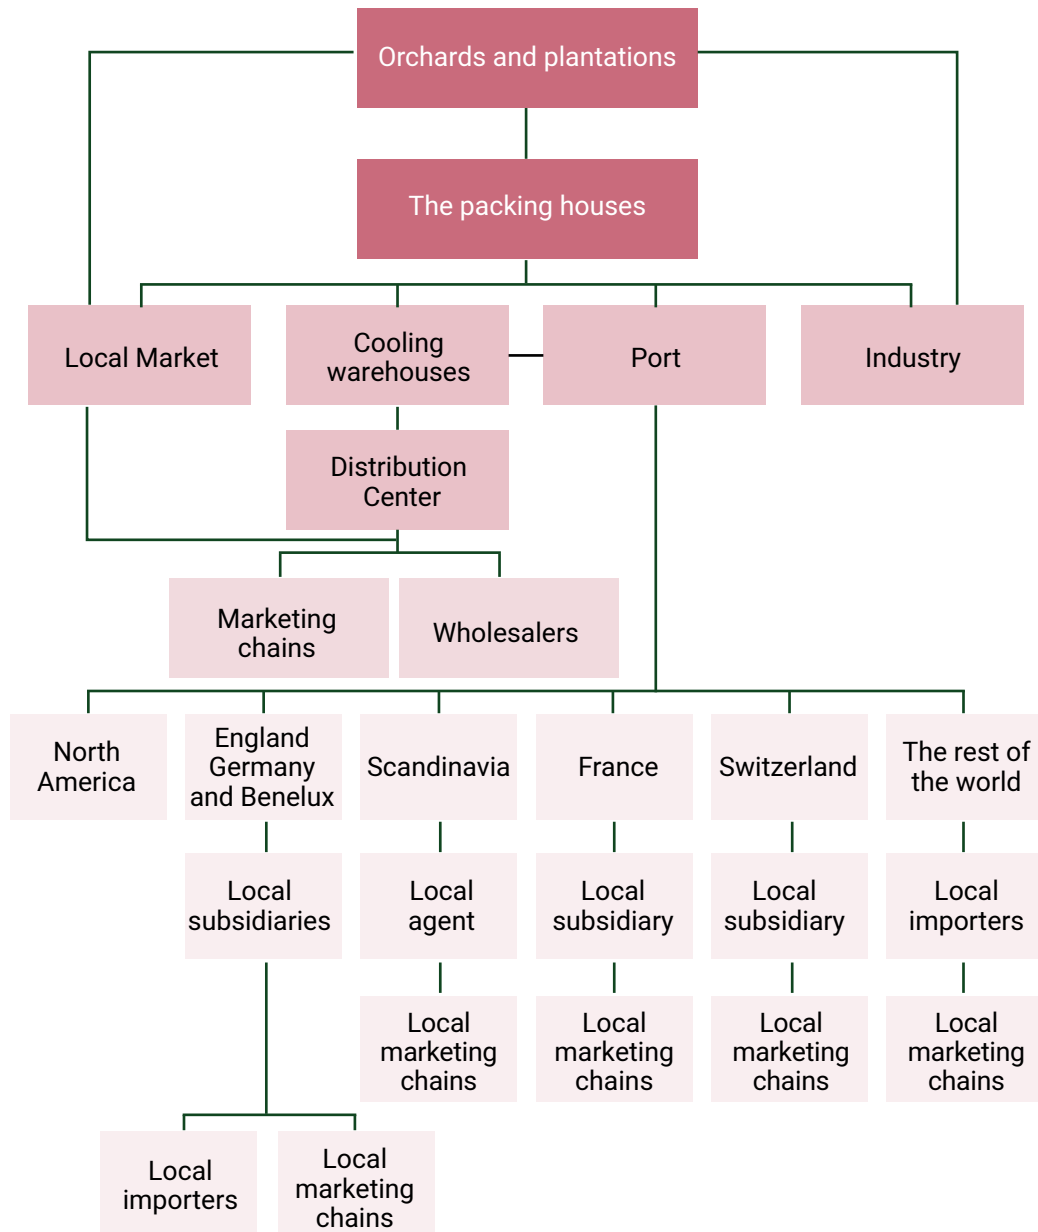 Orchards and plantations
The packing houses
Local Market
Cooling
warehouses
Port
Industry
Distribution
Center
Marketing
chains
Wholesalers
North
America
England
Germany
and Benelux
Scandinavia
France
Switzerland
The rest of
the world
Local
subsidiaries
Local
agent
Local
subsidiary
Local
subsidiary
Local
importers
Local
marketing
chains
Local
marketing
chains
Local
marketing
chains
Local
marketing
chains
Local
importers
Local
marketing
chains